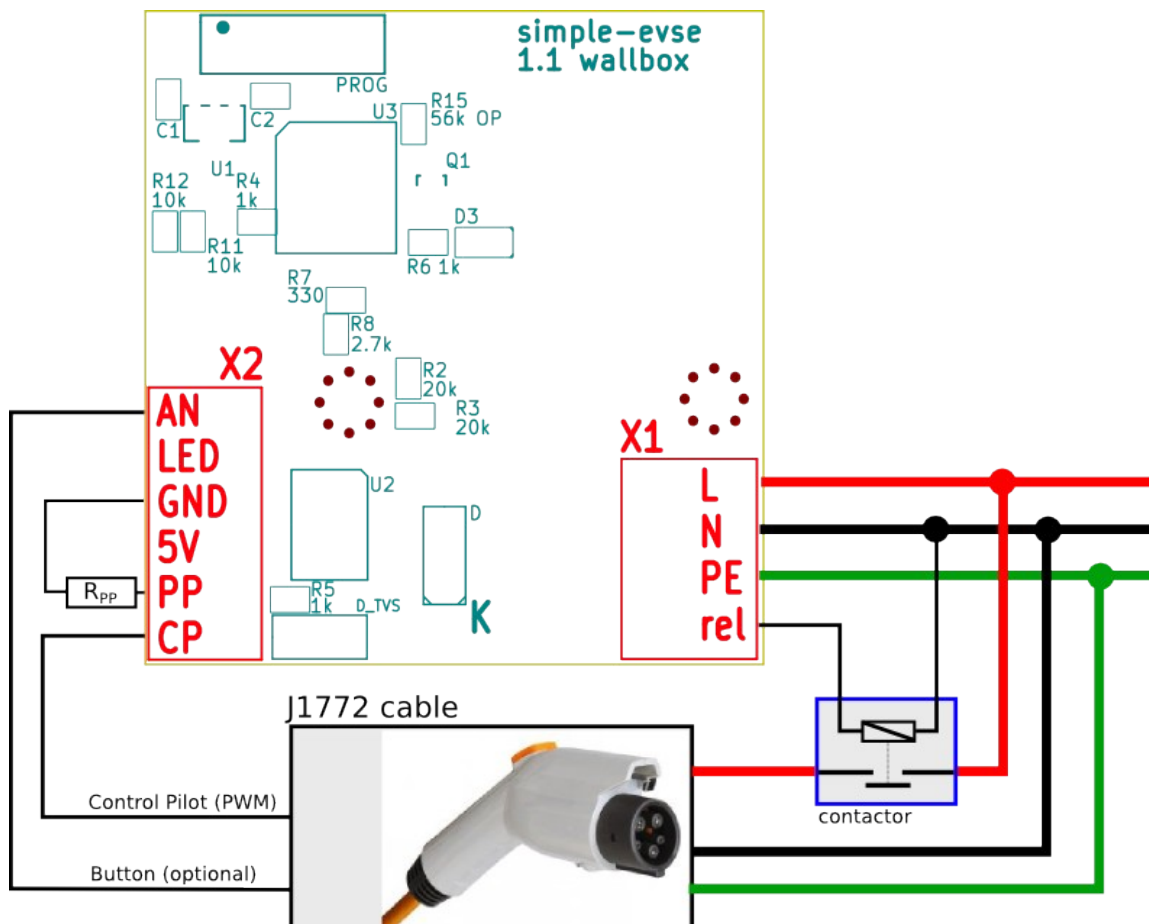 simple-evse
1.1 wallbox
PROG
C1
C2
U3
R15
56k OP
U1
Q1
R12
10k
R4
1k
R11
10k
D3
R6 1k
R7
330
R8
2.7k
R2
20k
R3
20k
X2
AN
LED
GND
5V
PP
CP
RPP
U2
D
R5
1k
D_TVS
K
X1
L
N
PE
rel
J1772 cable
Control Pilot (PWM)
Button (optional)
contactor